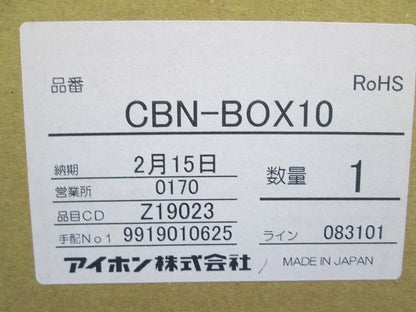 品番 RoHS
CBN-BOX10
納期 2月15日
営業所 0170 数量 1
品目CD Z19023
手配No1 9919010625 ライン 083101
アイホン株式会社 MADE IN JAPAN